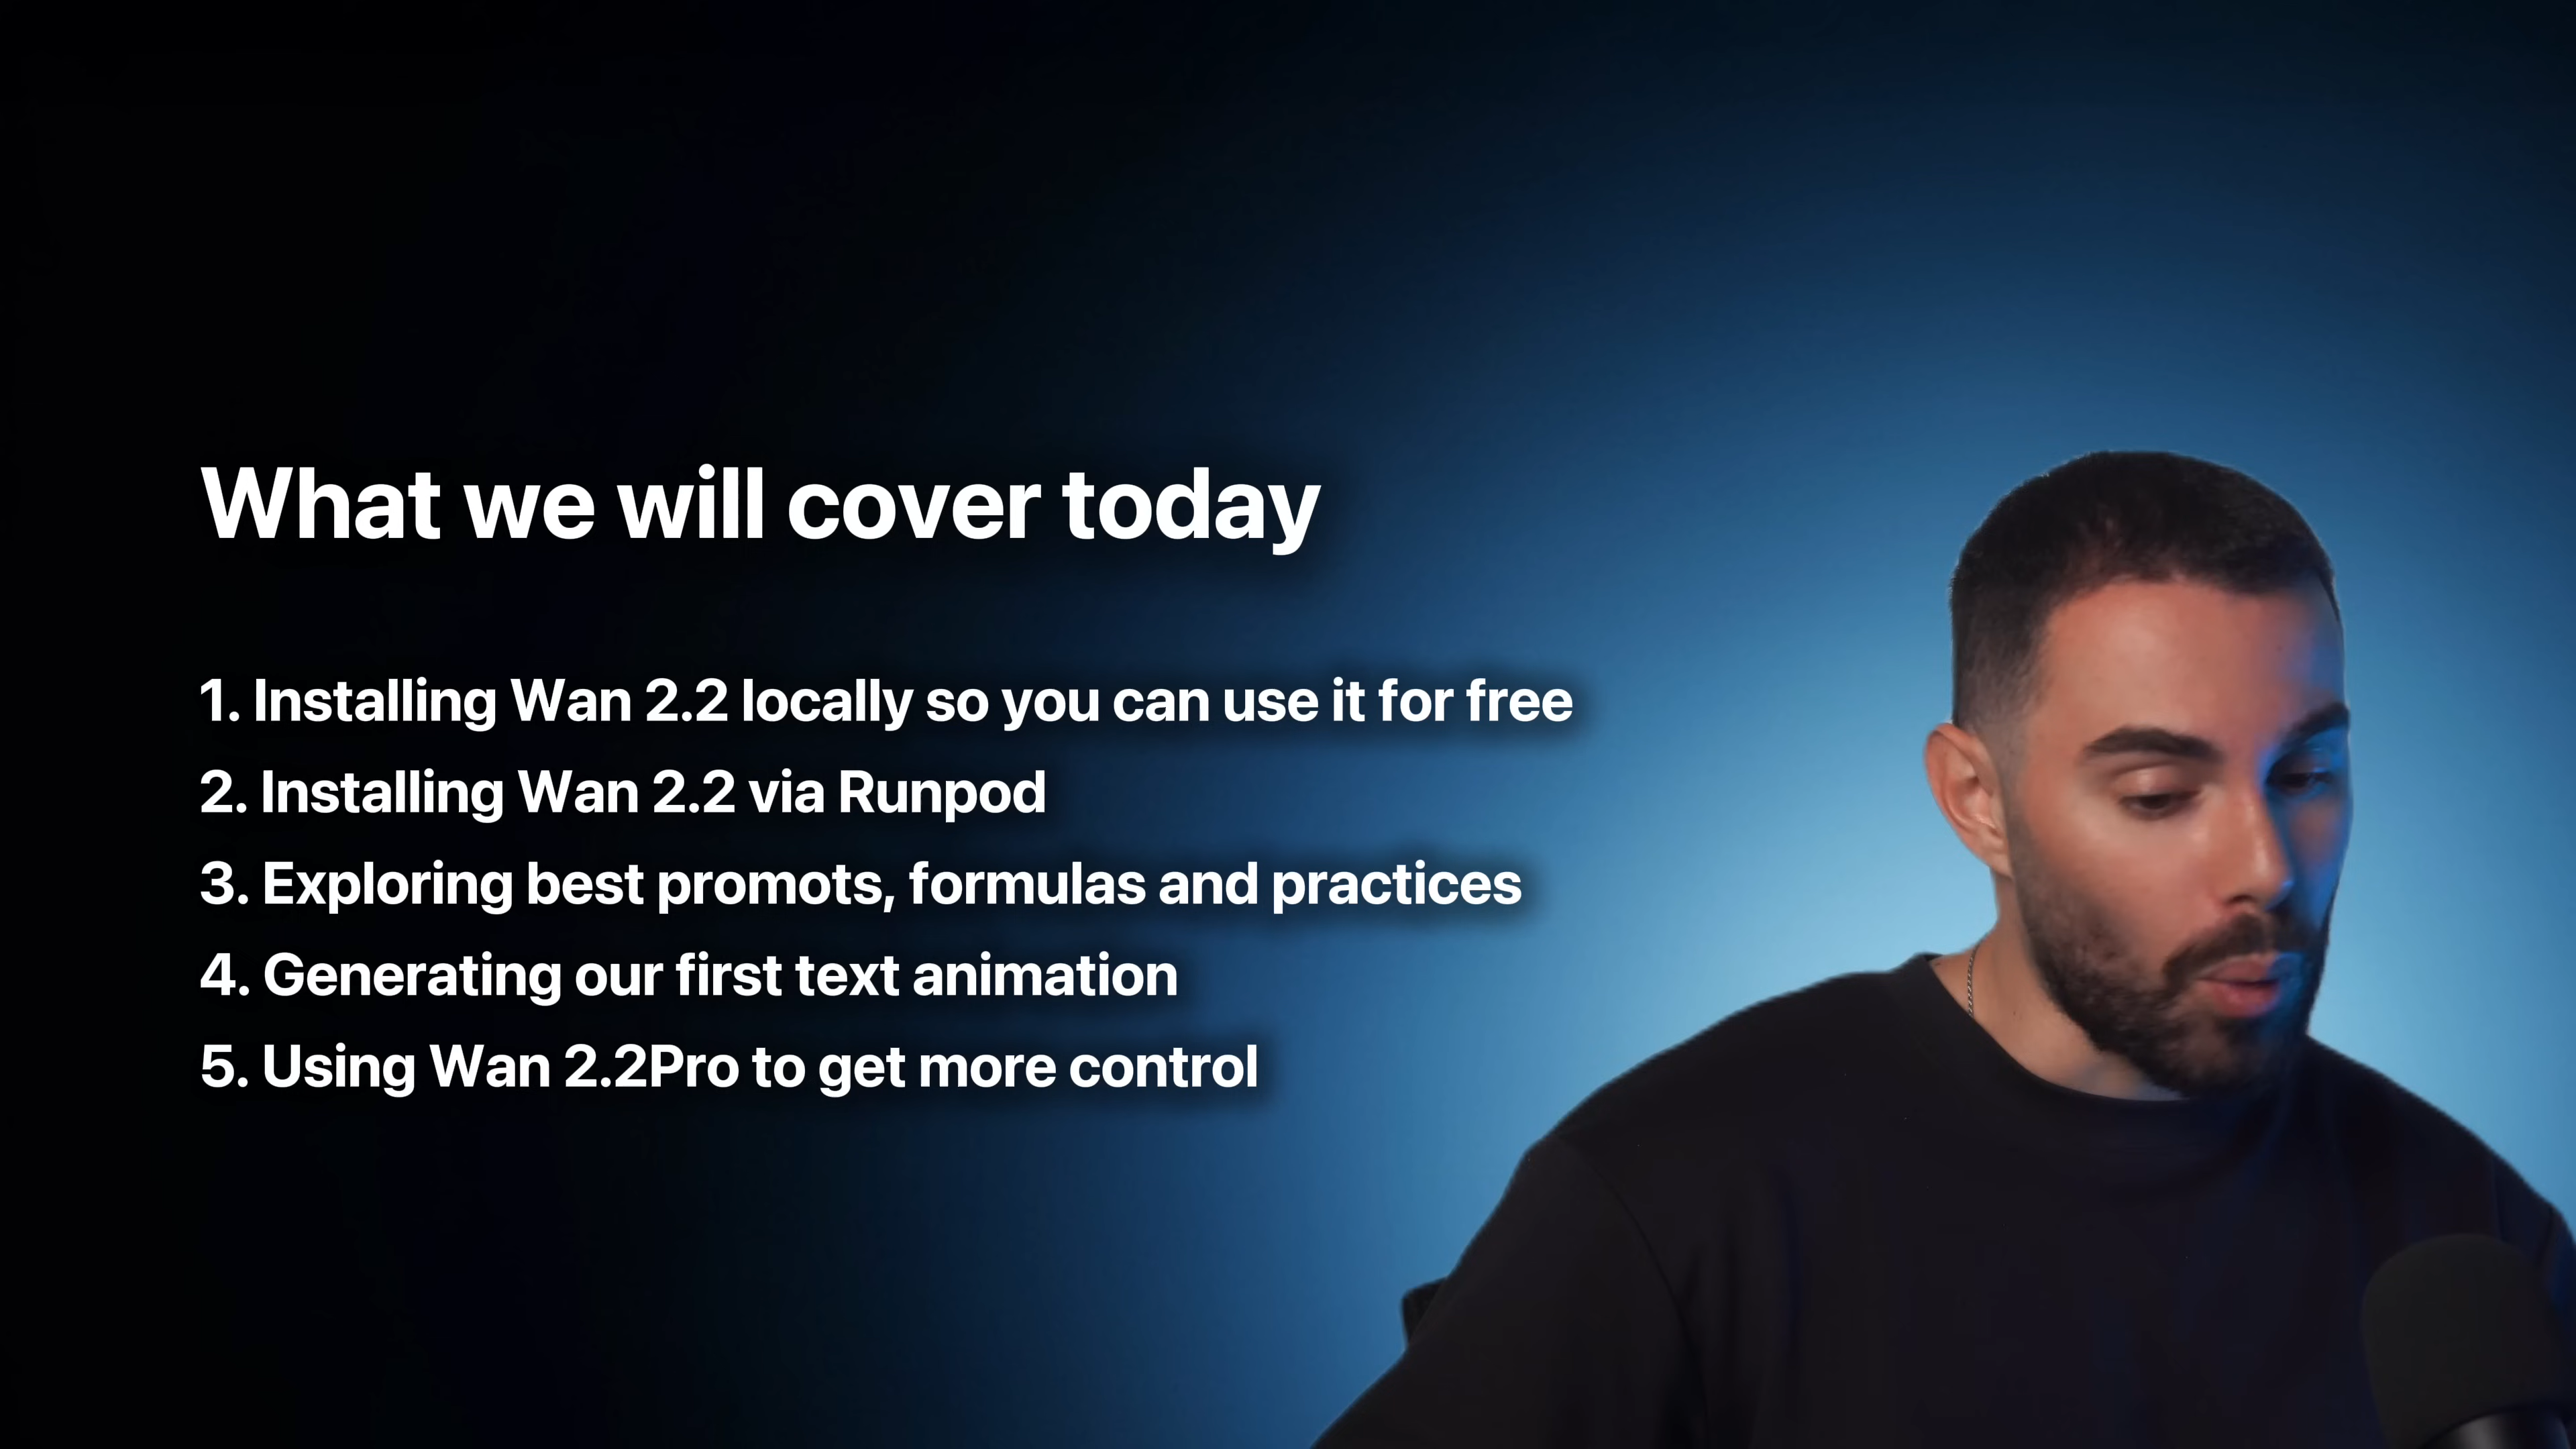 What we will cover today
1. Installing Wan 2.2 locally so you can use it for free
2. Installing Wan 2.2 via Runpod
3. Exploring best promots, formulas and practices
4. Generating our first text animation
5. Using Wan 2.2Pro to get more control